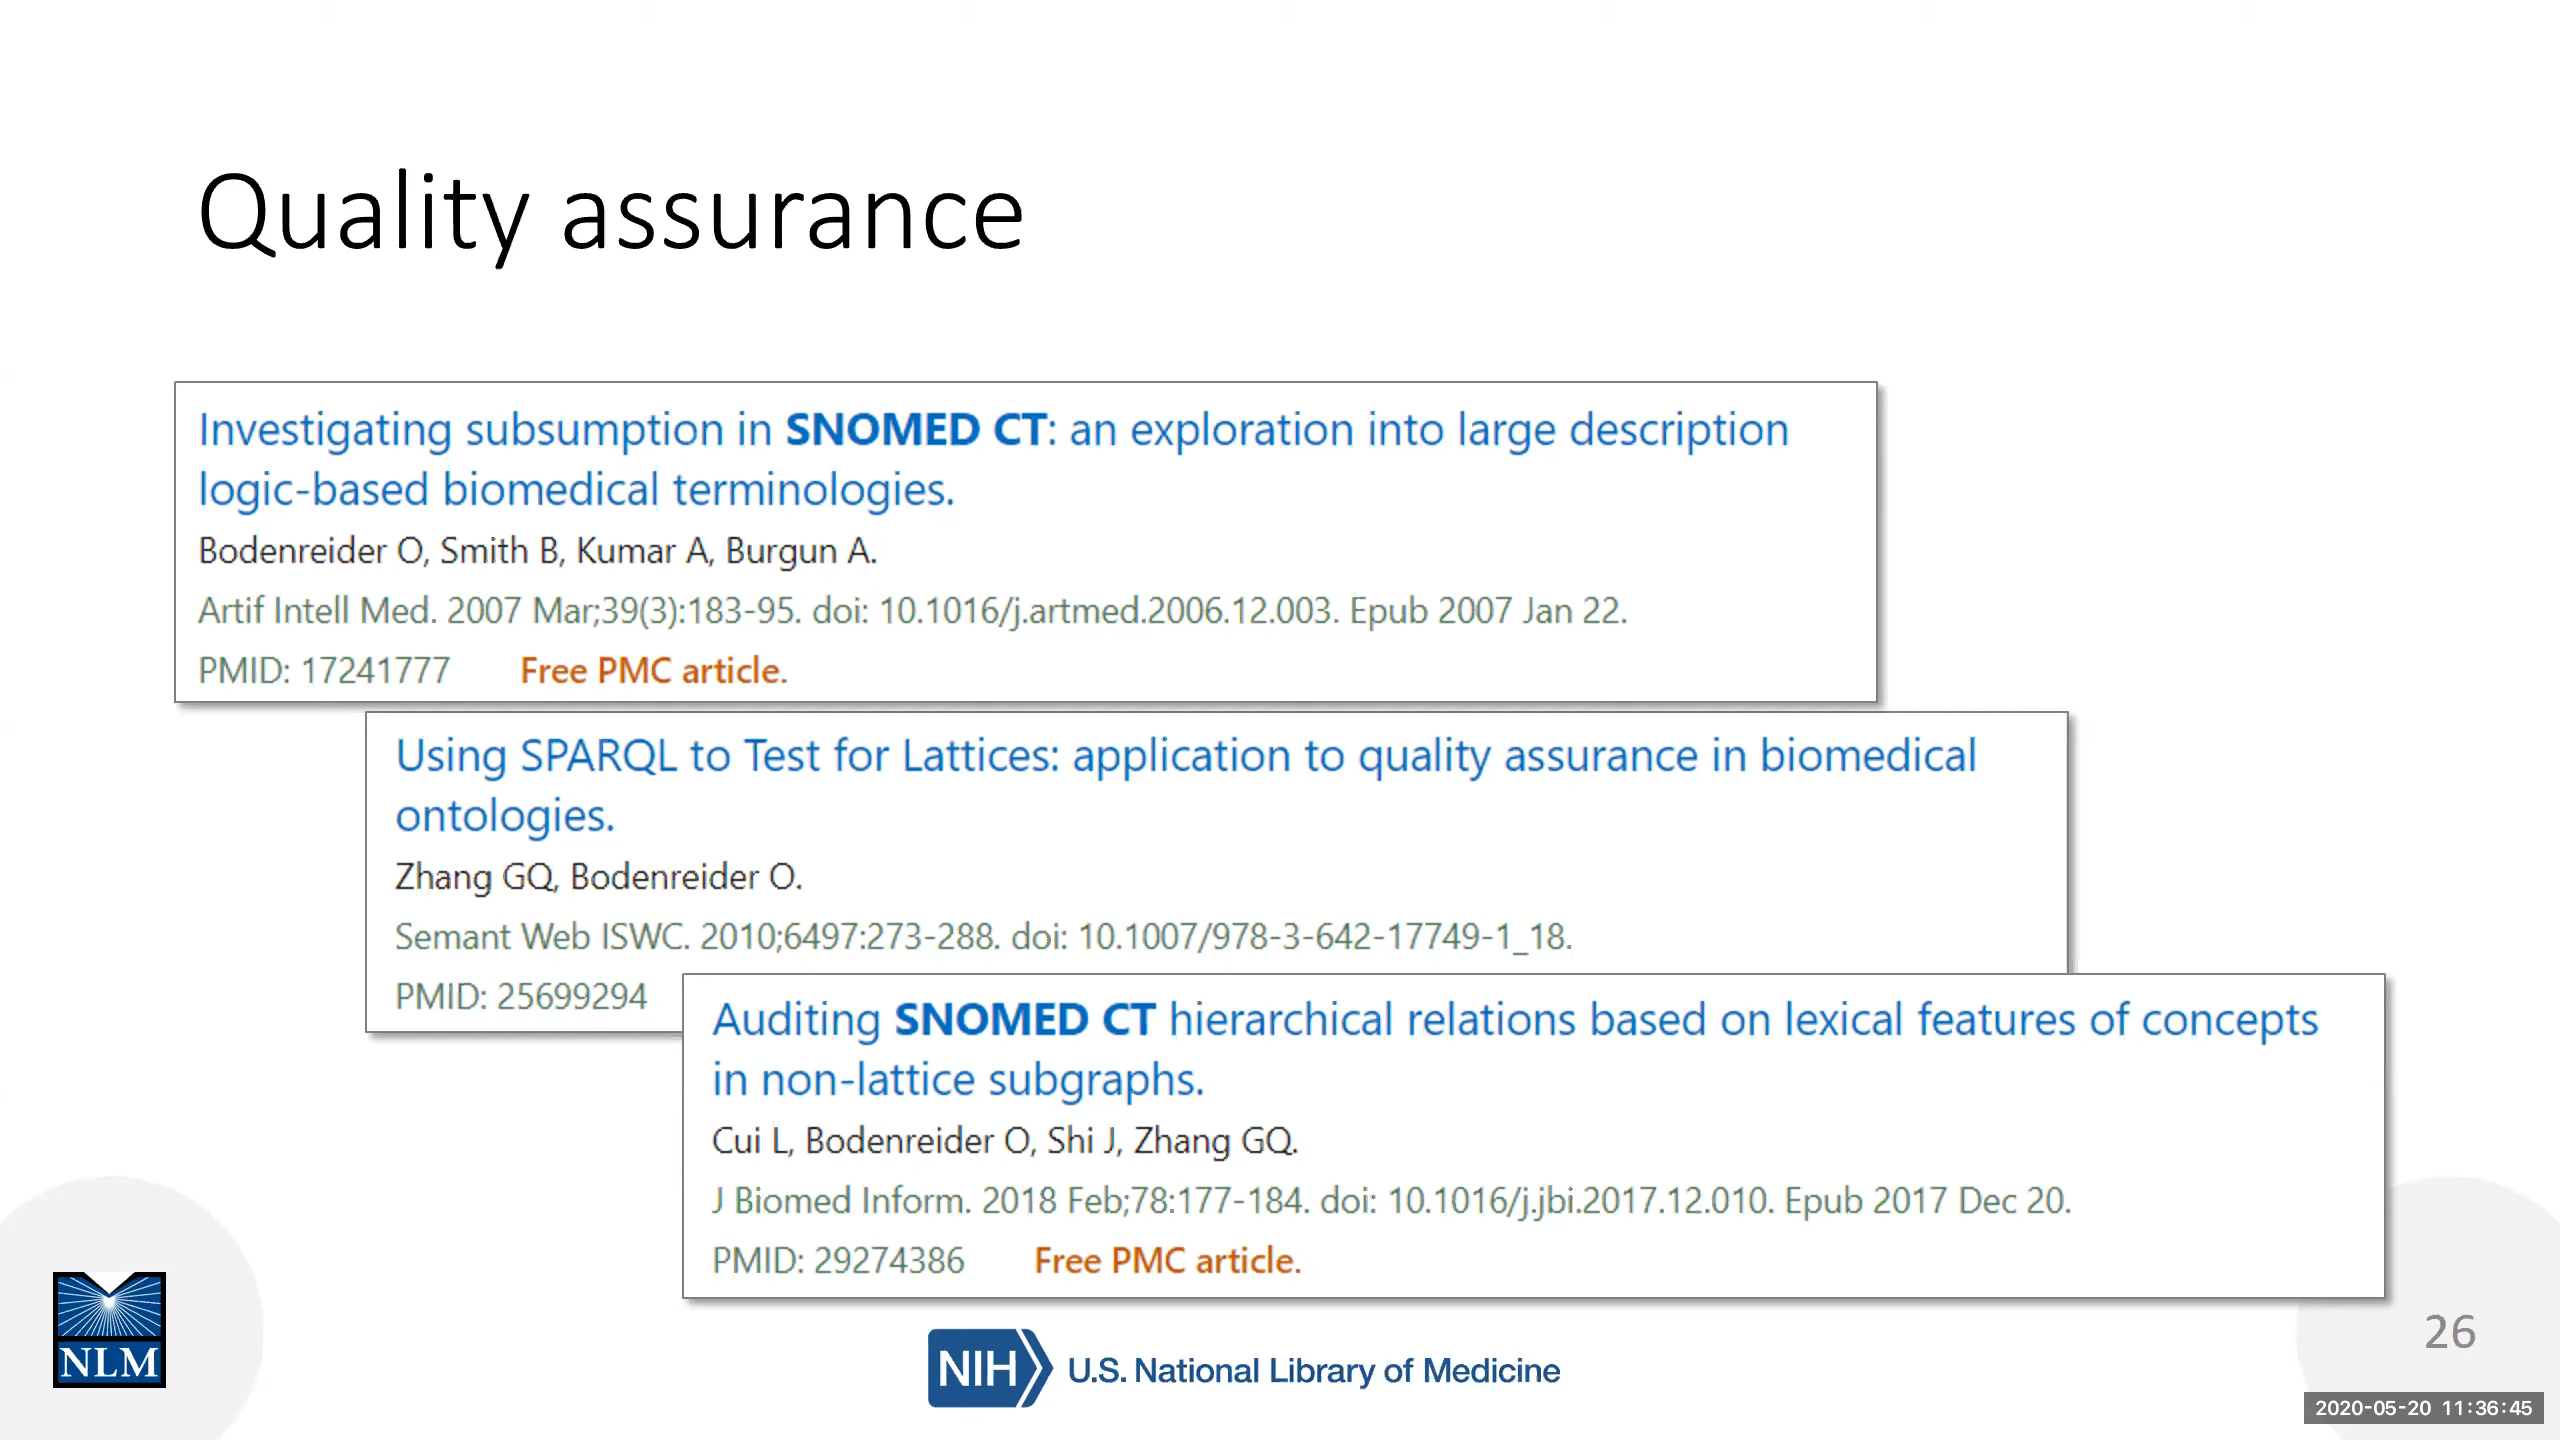 Quality assurance
Investigating subsumption in SNOMED CT: an exploration into large description
logic-based biomedical terminologies.
Bodenreider O, Smith B, Kumar A, Burgun A.
Artif Intell Med. 2007 Mar;39(3):183-95. doi: 10.1016/j.artmed.2006.12.003. Epub 2007 Jan 22.
PMID: 17241777 Free PMC article.
Using SPARQL to Test for Lattices: application to quality assurance in biomedical
ontologies.
Zhang GQ, Bodenreider O.
Semant Web ISWC. 2010;6497:273-288. doi: 10.1007/978-3-642-17749-1_18.
PMID: 25699294
Auditing SNOMED CT hierarchical relations based on lexical features of concepts
in non-lattice subgraphs.
Cui L, Bodenreider O, Shi J, Zhang GQ.
J Biomed Inform. 2018 Feb;78:177-184. doi: 10.1016/j.jbi.2017.12.010. Epub 2017 Dec 20.
PMID: 29274386 Free PMC article.
NLM
NIH U.S. National Library of Medicine
26
2020-05-20 11:36:45